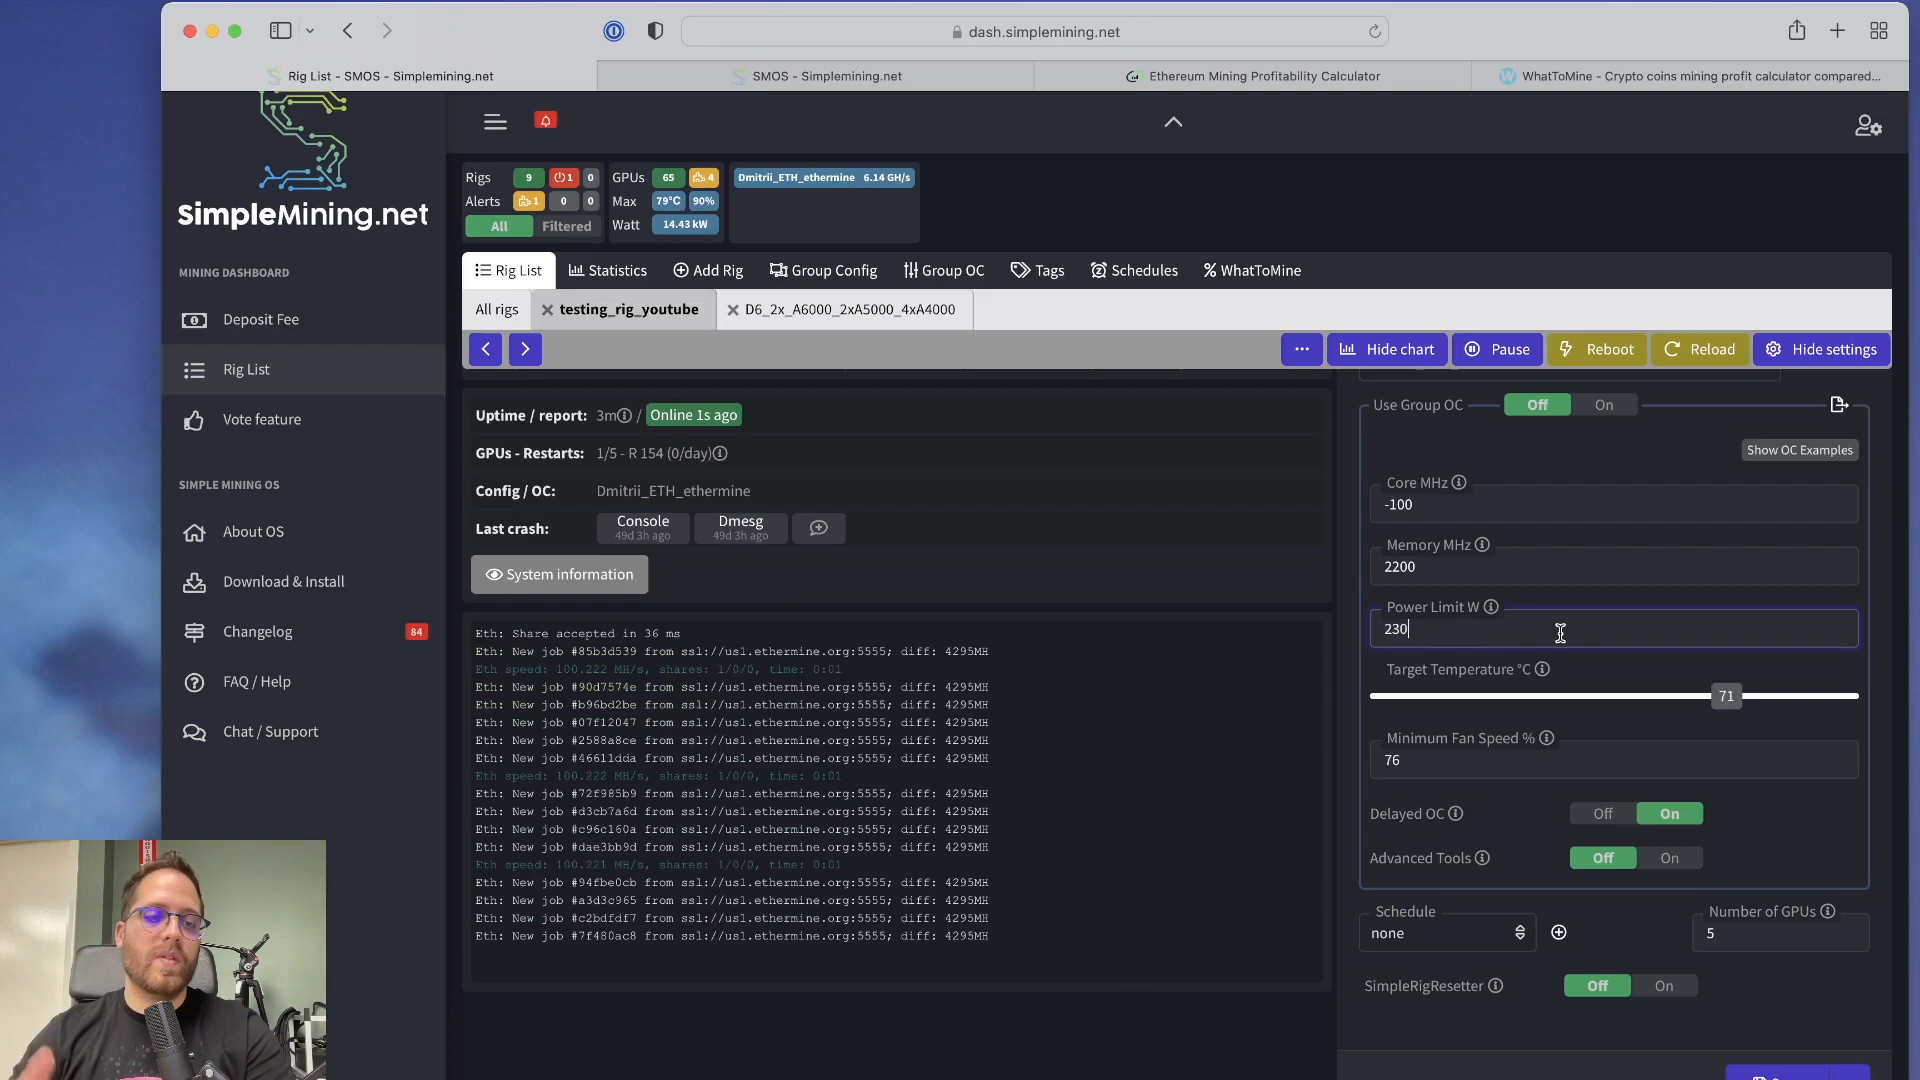 dash.simplemining.net
Rig List - SMOS - Simplemining.net
SMOS - Simplemining.net
Ethereum Mining Profitability Calculator
WhatToMine - Crypto coins mining profit calculator compared...
SimpleMining.net
MINING DASHBOARD
Deposit Fee
Rig List
Vote feature
SIMPLE MINING OS
About OS
Download & Install
Changelog 84
FAQ / Help
Chat / Support
Rigs 9 1 0
Alerts 1 0 0
All Filtered
GPUs 65 4
Max 79°C 90%
Watt 14.43 kW
Dmitrii_ETH_ethermine 6.14 GH/s
Rig List Statistics Add Rig Group Config Group OC Tags Schedules % WhatToMine
All rigs testing_rig_youtube D6_2x_A6000_2xA5000_4xA4000
Hide chart Pause Reboot Reload Hide settings
Uptime / report: 3m / Online 1s ago
GPUs - Restarts: 1/5 - R 154 (0/day)
Config / OC: Dmitrii_ETH_ethermine
Last crash: Console 49d 3h ago Dmesg 49d 3h ago
System information
Eth: Share accepted in 36 ms
Eth: New job #85b3d539 from ssl://us1.ethermine.org:5555; diff: 4295MH
Eth speed: 100.222 MH/s, shares: 1/0/0, time: 0:01
Eth: New job #90d7574e from ssl://us1.ethermine.org:5555; diff: 4295MH
Eth: New job #b96bd2be from ssl://us1.ethermine.org:5555; diff: 4295MH
Eth: New job #07f12047 from ssl://us1.ethermine.org:5555; diff: 4295MH
Eth: New job #2588a8ce from ssl://us1.ethermine.org:5555; diff: 4295MH
Eth: New job #46611dda from ssl://us1.ethermine.org:5555; diff: 4295MH
Eth speed: 100.222 MH/s, shares: 1/0/0, time: 0:01
Eth: New job #72f985b9 from ssl://us1.ethermine.org:5555; diff: 4295MH
Eth: New job #d3cb7a6d from ssl://us1.ethermine.org:5555; diff: 4295MH
Eth: New job #c96c160a from ssl://us1.ethermine.org:5555; diff: 4295MH
Eth: New job #dae3bb9d from ssl://us1.ethermine.org:5555; diff: 4295MH
Eth speed: 100.221 MH/s, shares: 1/0/0, time: 0:01
Eth: New job #94fbe0cb from ssl://us1.ethermine.org:5555; diff: 4295MH
Eth: New job #a3d3c965 from ssl://us1.ethermine.org:5555; diff: 4295MH
Eth: New job #c2bdfdf7 from ssl://us1.ethermine.org:5555; diff: 4295MH
Eth: New job #7f480ac8 from ssl://us1.ethermine.org:5555; diff: 4295MH
Use Group OC Off On
Show OC Examples
Core MHz
-100
Memory MHz
2200
Power Limit W
230
Target Temperature °C
71
Minimum Fan Speed %
76
Delayed OC Off On
Advanced Tools Off On
Schedule
none
Number of GPUs
5
SimpleRigResetter Off On